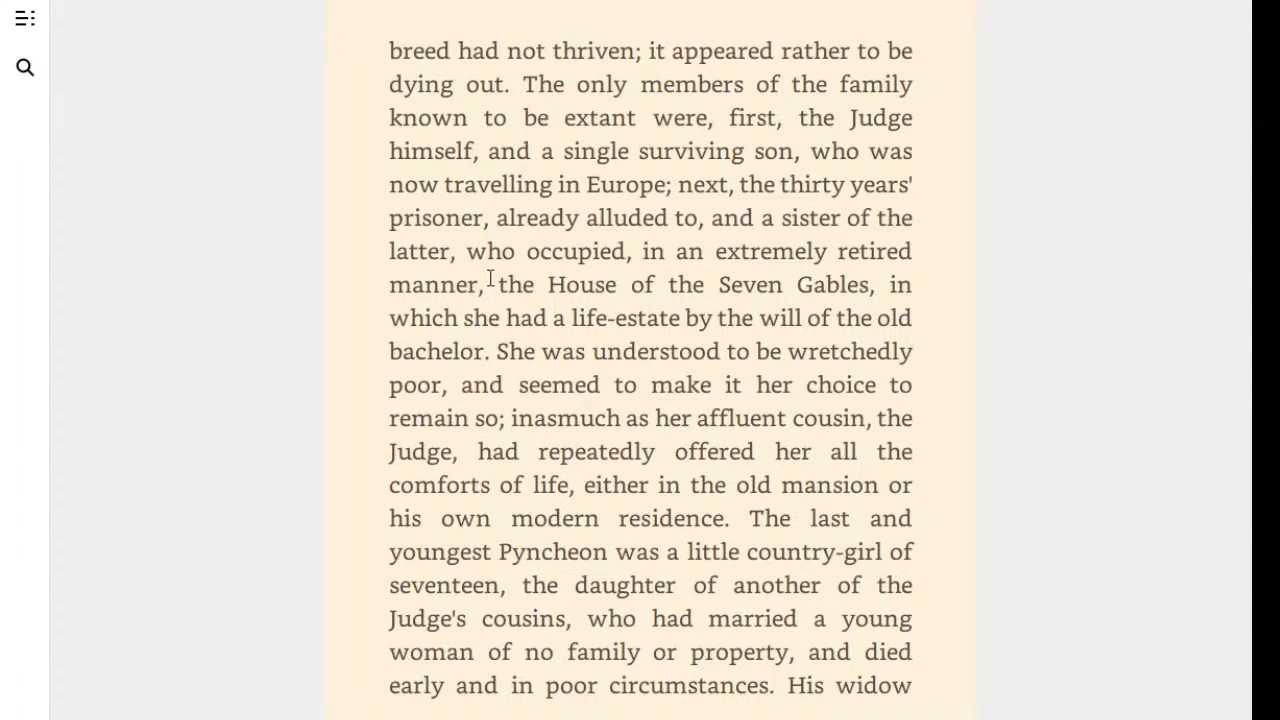 breed had not thriven; it appeared rather to be
dying out. The only members of the family
known to be extant were, first, the Judge
himself, and a single surviving son, who was
now travelling in Europe; next, the thirty years'
prisoner, already alluded to, and a sister of the
latter, who occupied, in an extremely retired
manner, the House of the Seven Gables, in
which she had a life-estate by the will of the old
bachelor. She was understood to be wretchedly
poor, and seemed to make it her choice to
remain so; inasmuch as her affluent cousin, the
Judge, had repeatedly offered her all the
comforts of life, either in the old mansion or
his own modern residence. The last and
youngest Pyncheon was a little country-girl of
seventeen, the daughter of another of the
Judge's cousins, who had married a young
woman of no family or property, and died
early and in poor circumstances. His widow